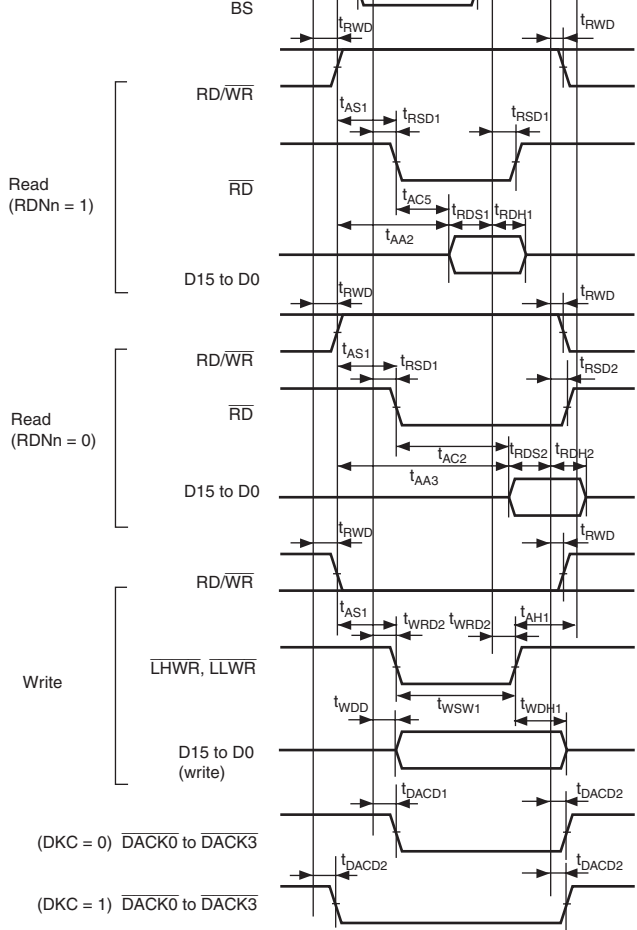 BS
tRWD tRWD
RD/WR
tAS1 tRSD1 tRSD1
Read
(RDNn = 1)
RD
tAC5
tRDS1 tRDH1
tAA2
D15 to D0
tRWD tRWD
RD/WR
tAS1 tRSD1 tRSD2
Read
(RDNn = 0)
RD
tAC2 tRDS2 tRDH2
tAA3
D15 to D0
tRWD tRWD
RD/WR
tAS1 tWRD2 tWRD2 tAH1
Write
LHWR, LLWR
tWDD tWSW1 tWDH1
D15 to D0
(write)
tDACD1 tDACD2
(DKC = 0) DACK0 to DACK3
tDACD2 tDACD2
(DKC = 1) DACK0 to DACK3